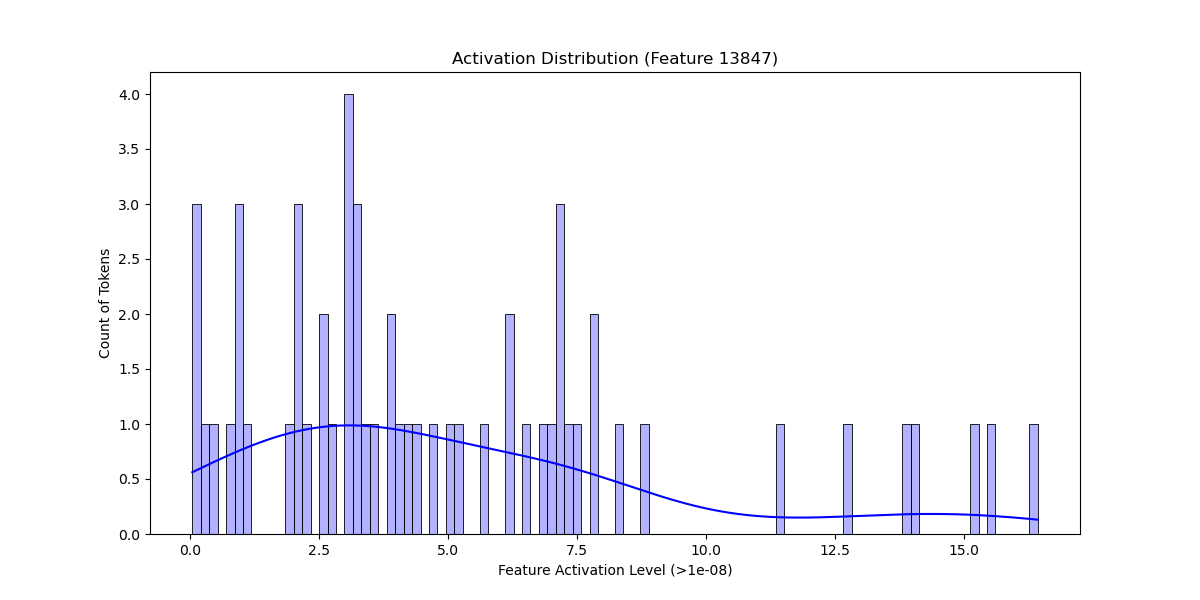 Activation Distribution (Feature 13847)
4.0
3.5
3.0
2.5
2.0
1.5
1.0
0.5
0.0
Count of Tokens
0.0 2.5 5.0 7.5 10.0 12.5 15.0
Feature Activation Level (>1e-08)